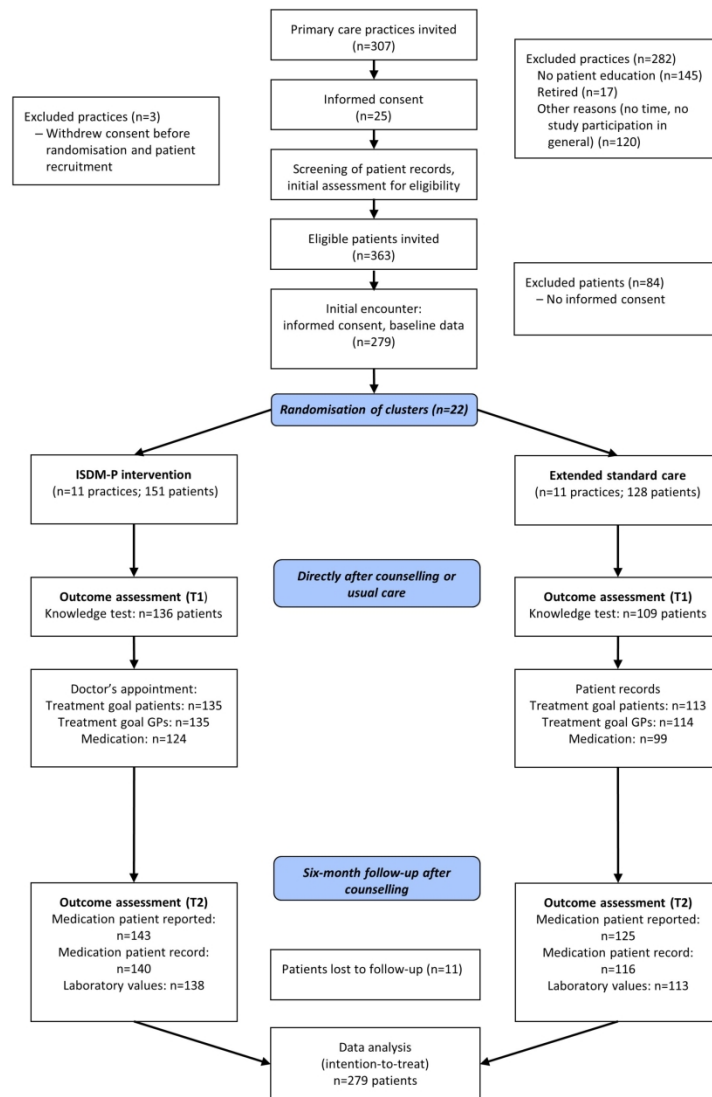 Primary care practices invited
(n=307)
Excluded practices (n=282)
No patient education (n=145)
Retired (n=17)
Other reasons (no time, no
study participation in
general) (n=120)
Informed consent
(n=25)
Excluded practices (n=3)
– Withdrew consent before
randomisation and patient
recruitment
Screening of patient records,
initial assessment for eligibility
Eligible patients invited
(n=363)
Excluded patients (n=84)
– No informed consent
Initial encounter:
informed consent, baseline data
(n=279)
Randomisation of clusters (n=22)
ISDM-P intervention
(n=11 practices; 151 patients)
Extended standard care
(n=11 practices; 128 patients)
Directly after counselling or
usual care
Outcome assessment (T1)
Knowledge test: n=136 patients
Outcome assessment (T1)
Knowledge test: n=109 patients
Doctor's appointment:
Treatment goal patients: n=135
Treatment goal GPs: n=135
Medication: n=124
Patient records
Treatment goal patients: n=113
Treatment goal GPs: n=114
Medication: n=99
Six-month follow-up after
counselling
Outcome assessment (T2)
Medication patient reported:
n=143
Medication patient record:
n=140
Laboratory values: n=138
Outcome assessment (T2)
Medication patient reported:
n=125
Medication patient record:
n=116
Laboratory values: n=113
Patients lost to follow-up (n=11)
Data analysis
(intention-to-treat)
n=279 patients